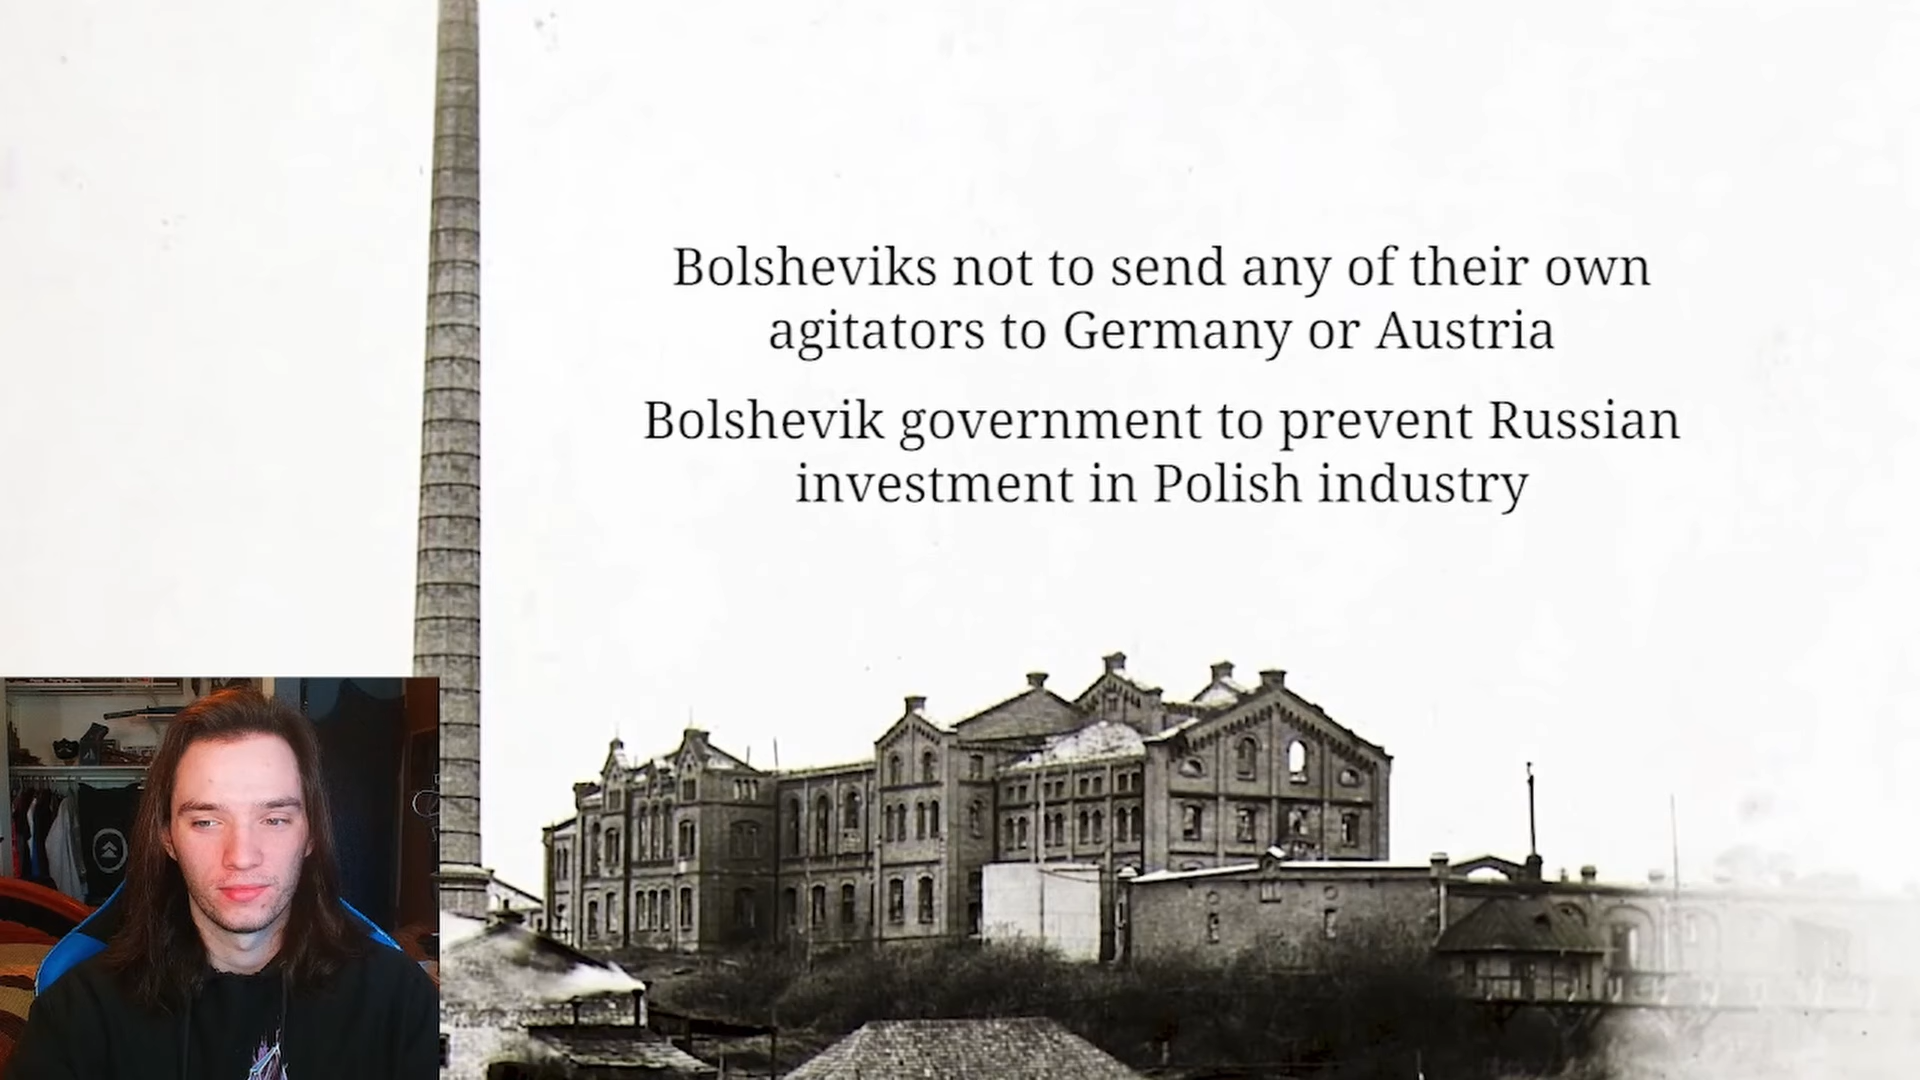 Bolsheviks not to send any of their own
agitators to Germany or Austria
Bolshevik government to prevent Russian
investment in Polish industry